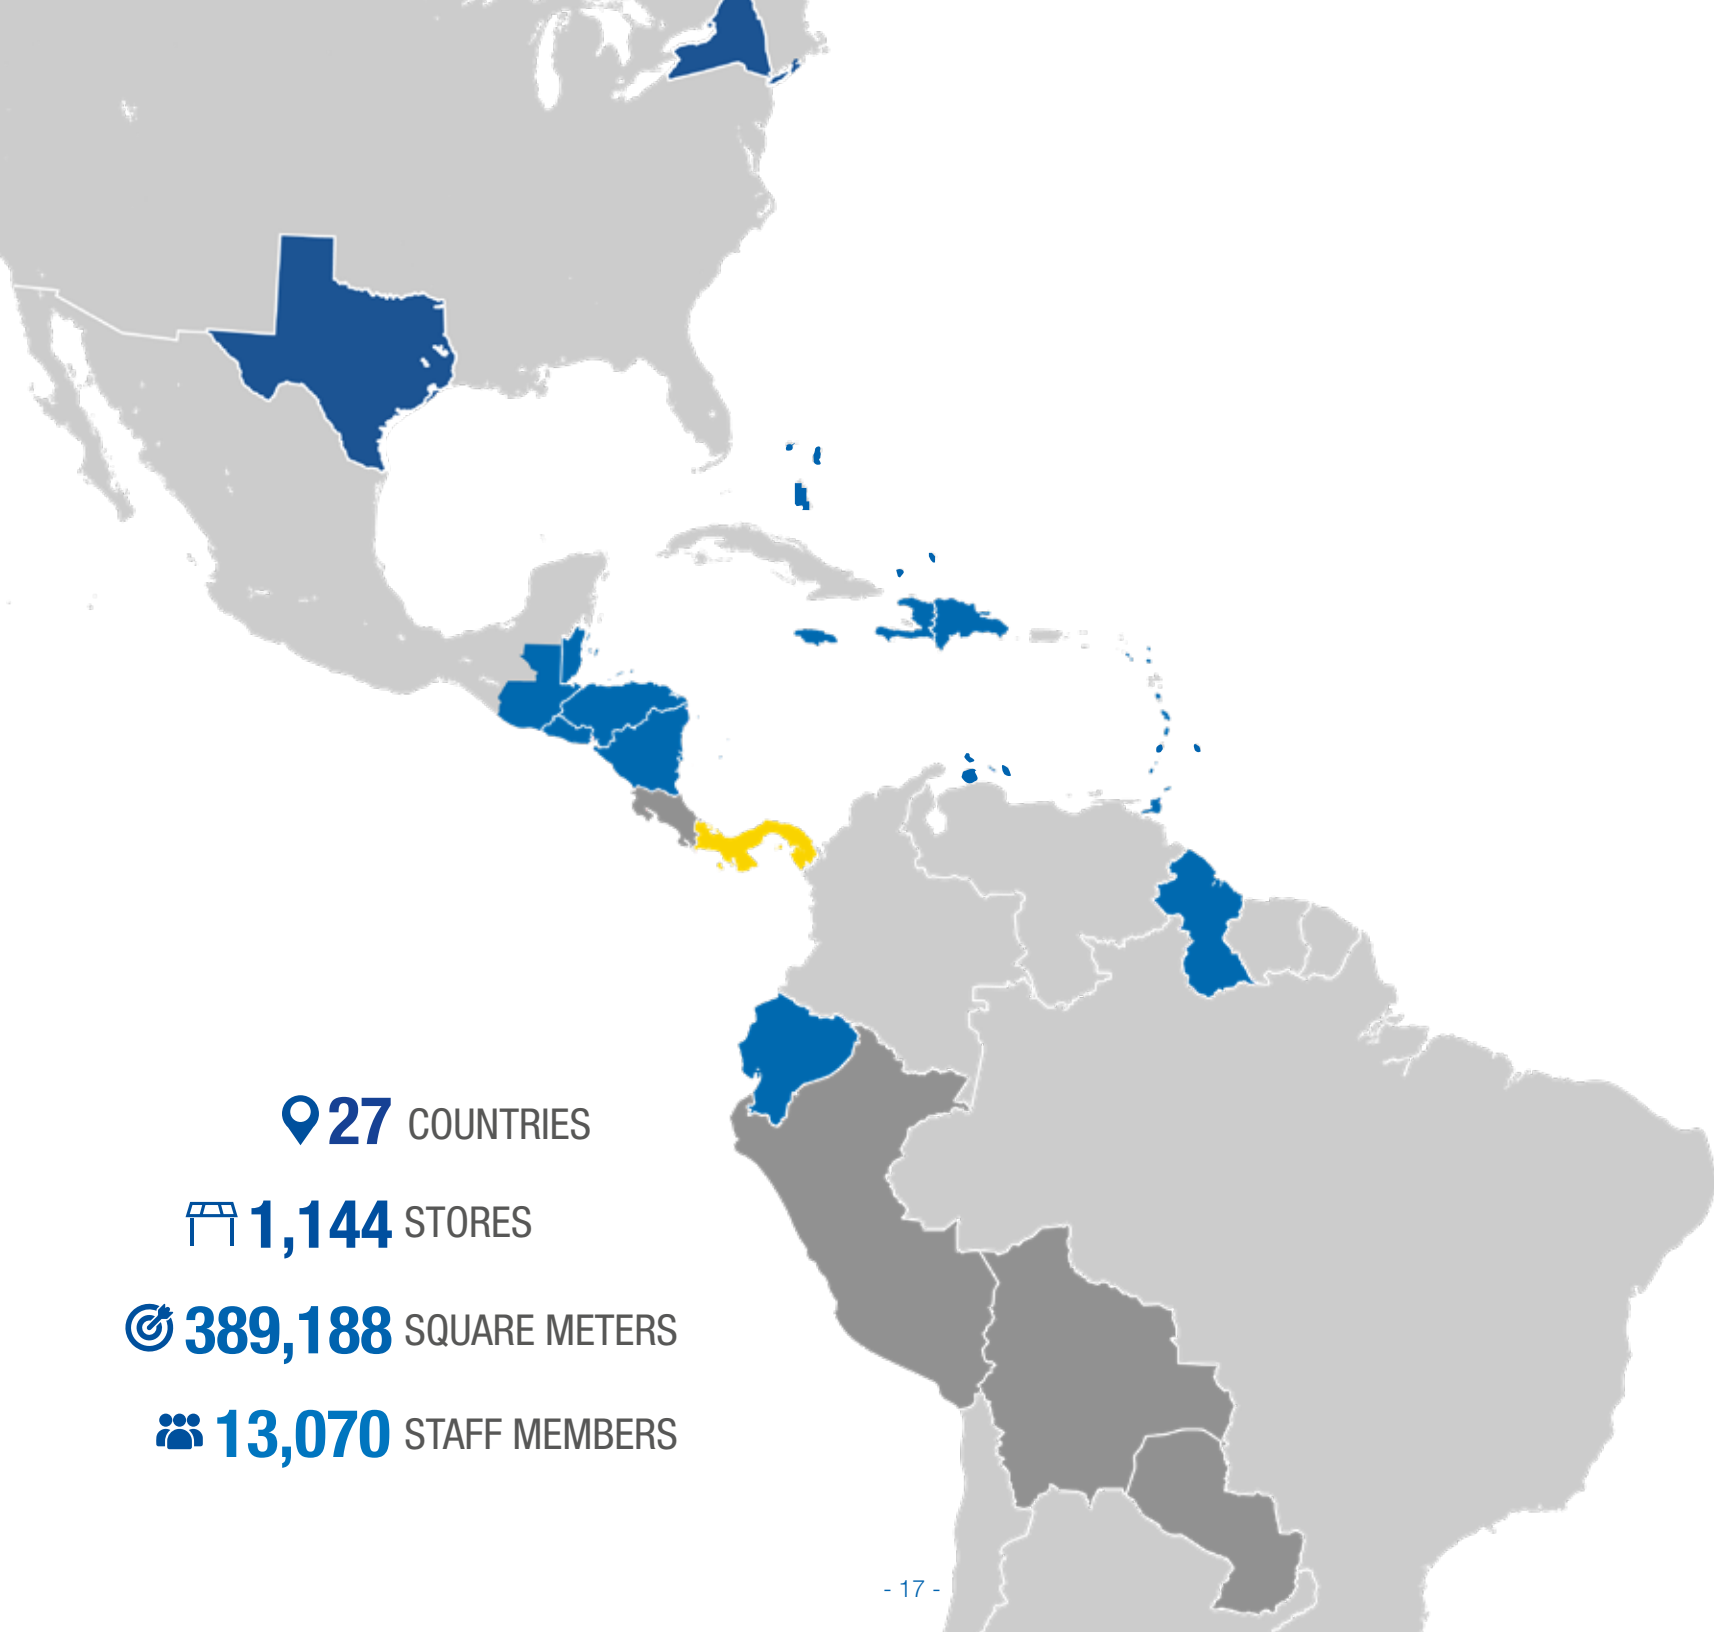 27 COUNTRIES
1,144 STORES
389,188 SQUARE METERS
13,070 STAFF MEMBERS
- 17 -